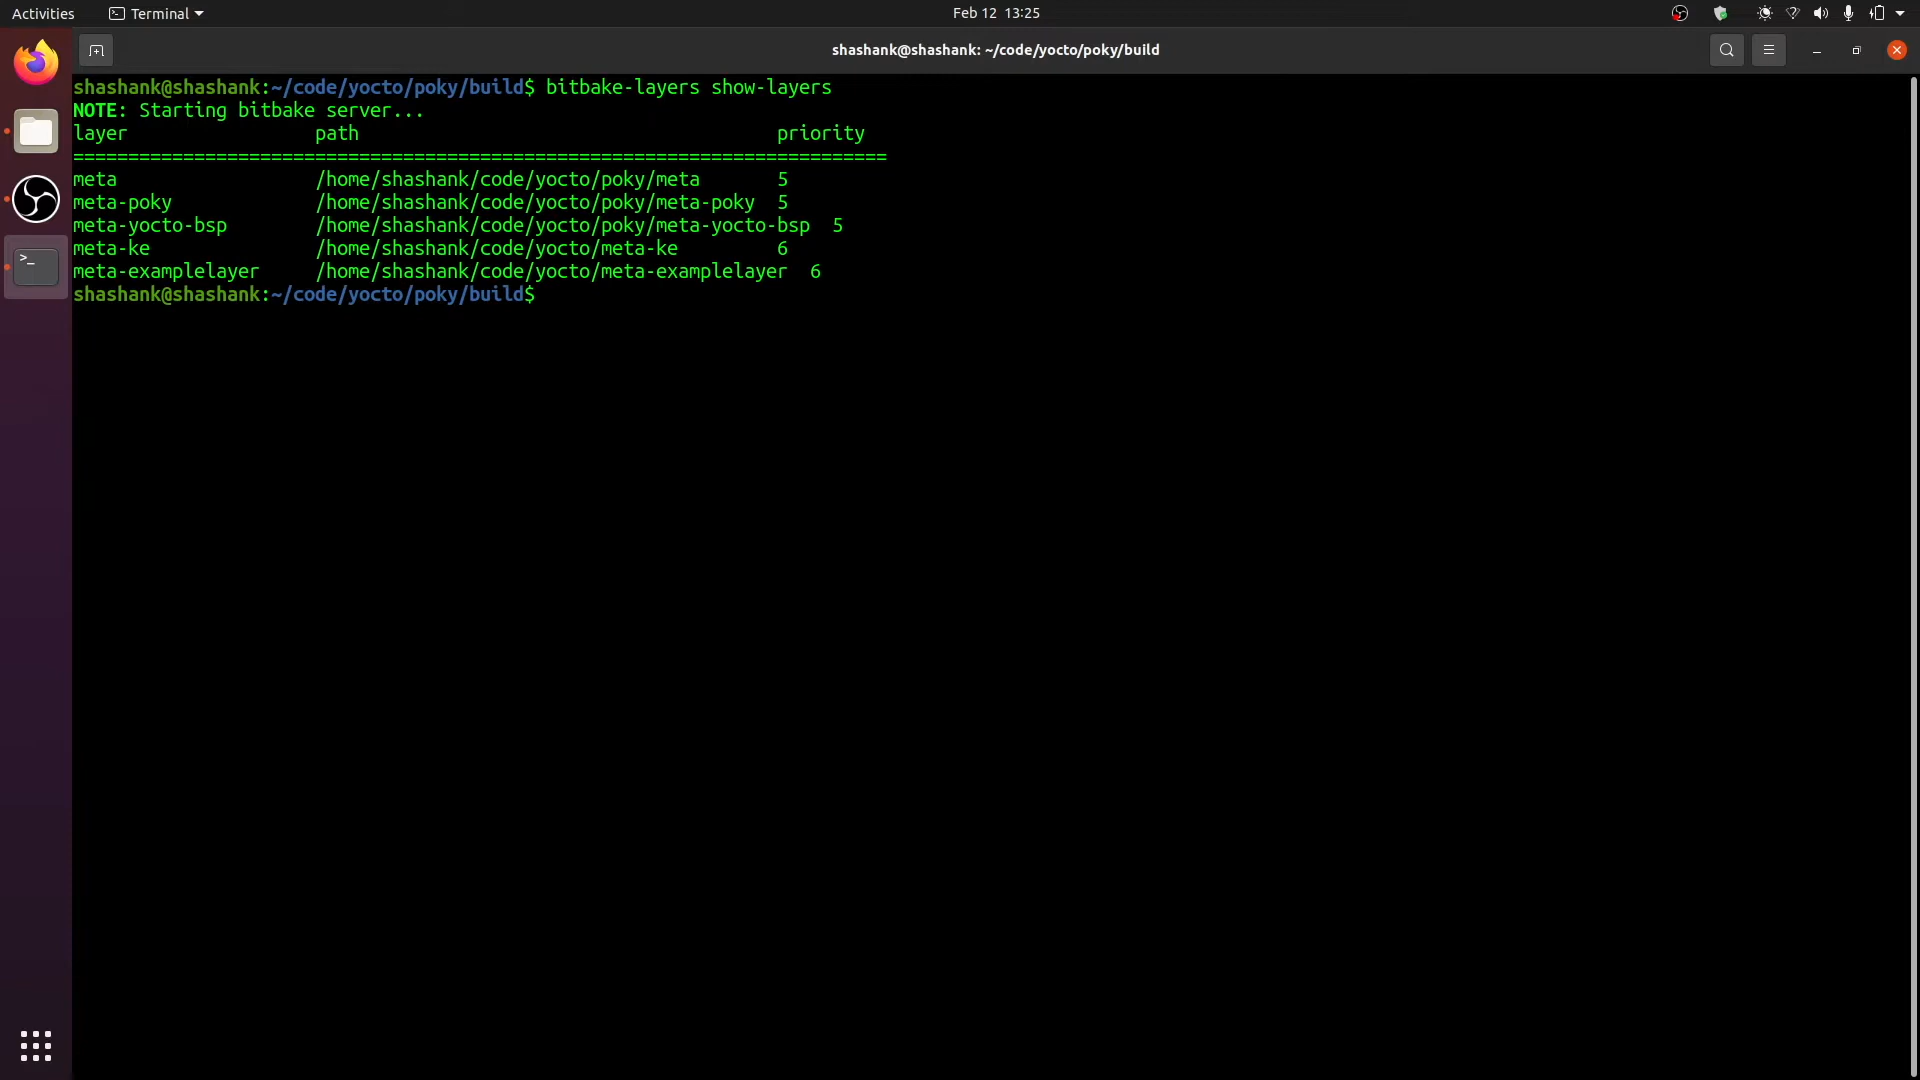 Activities Terminal Feb 12 13:25
shashank@shashank: ~/code/yocto/poky/build
shashank@shashank:~/code/yocto/poky/build$ bitbake-layers show-layers
NOTE: Starting bitbake server...
layer                 path                                      priority
==========================================================================
meta                  /home/shashank/code/yocto/poky/meta       5
meta-poky             /home/shashank/code/yocto/poky/meta-poky  5
meta-yocto-bsp        /home/shashank/code/yocto/poky/meta-yocto-bsp  5
meta-ke               /home/shashank/code/yocto/meta-ke         6
meta-examplelayer     /home/shashank/code/yocto/meta-examplelayer  6
shashank@shashank:~/code/yocto/poky/build$